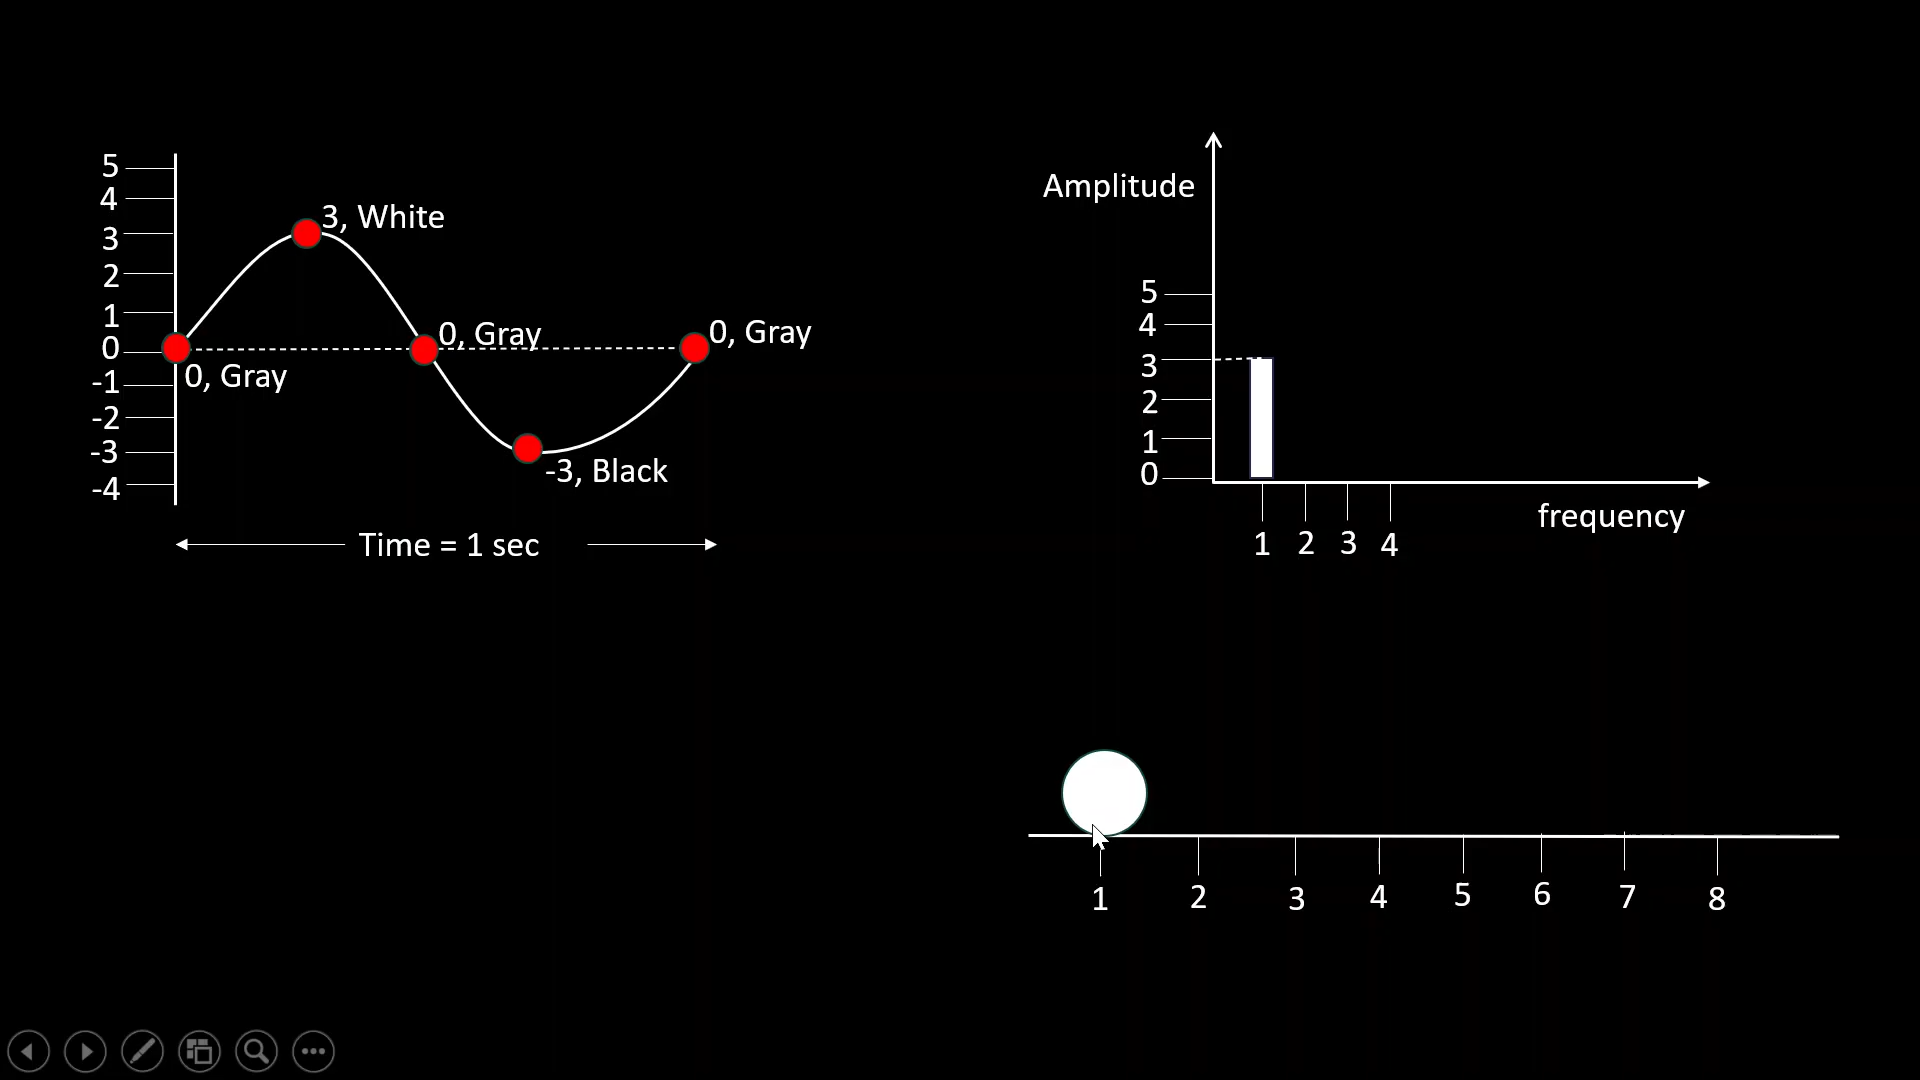 5
4
3
2
1
0
-1
-2
-3
-4
3, White
0, Gray
0, Gray
0, Gray
-3, Black
Time = 1 sec
Amplitude
5
4
3
2
1
0
1 2 3 4
frequency
1 2 3 4 5 6 7 8